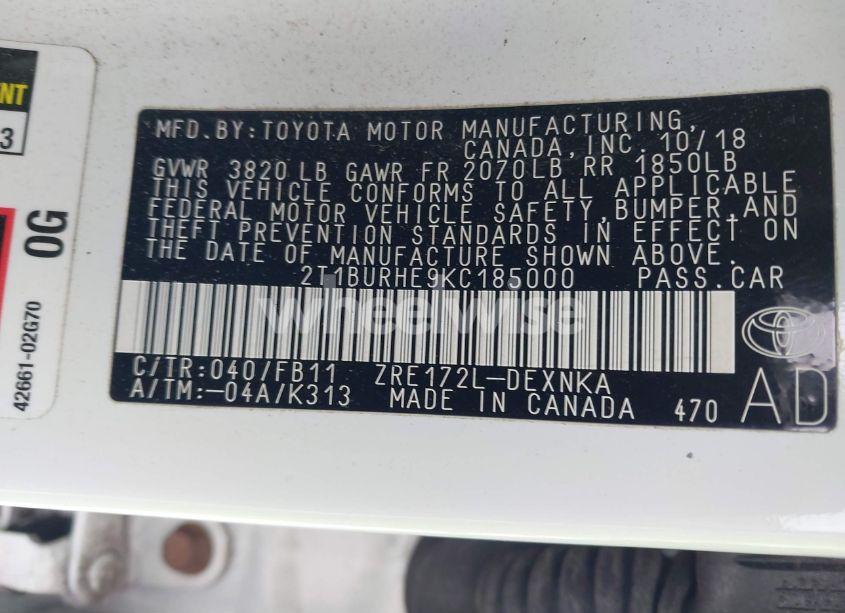 NT
3
0G
42661-02G70
MFD.BY:TOYOTA MOTOR MANUFACTURING,
CANADA,INC. 10/18
GVWR 3820 LB GAWR FR 2070LB RR 1850LB
THIS VEHICLE CONFORMS TO ALL APPLICABLE
FEDERAL MOTOR VEHICLE SAFETY,BUMPER,AND
THEFT PREVENTION STANDARDS IN EFFECT ON
THE DATE OF MANUFACTURE SHOWN ABOVE.
2T1BURHE9KC185000 PASS.CAR
wheelwise
C/TR:040/FB11 ZRE172L-DEXNKA
A/TM:-04A/K313 MADE IN CANADA 470
AD